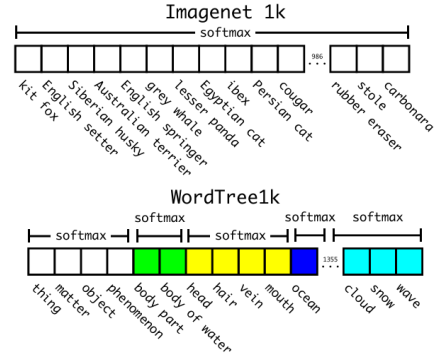 Imagenet 1k
softmax
986
...
kit fox
English setter
Siberian husky
Australian terrier
English springer
grey whale
lesser panda
Egyptian cat
ibex
Persian cat
cougar
rubber eraser
stole
carbonara
WordTree1k
softmax
softmax
softmax
softmax
softmax
1355
...
thing
matter
object
phenomenon
body part
body of water
head
hair
vein
mouth
ocean
cloud
snow
wave